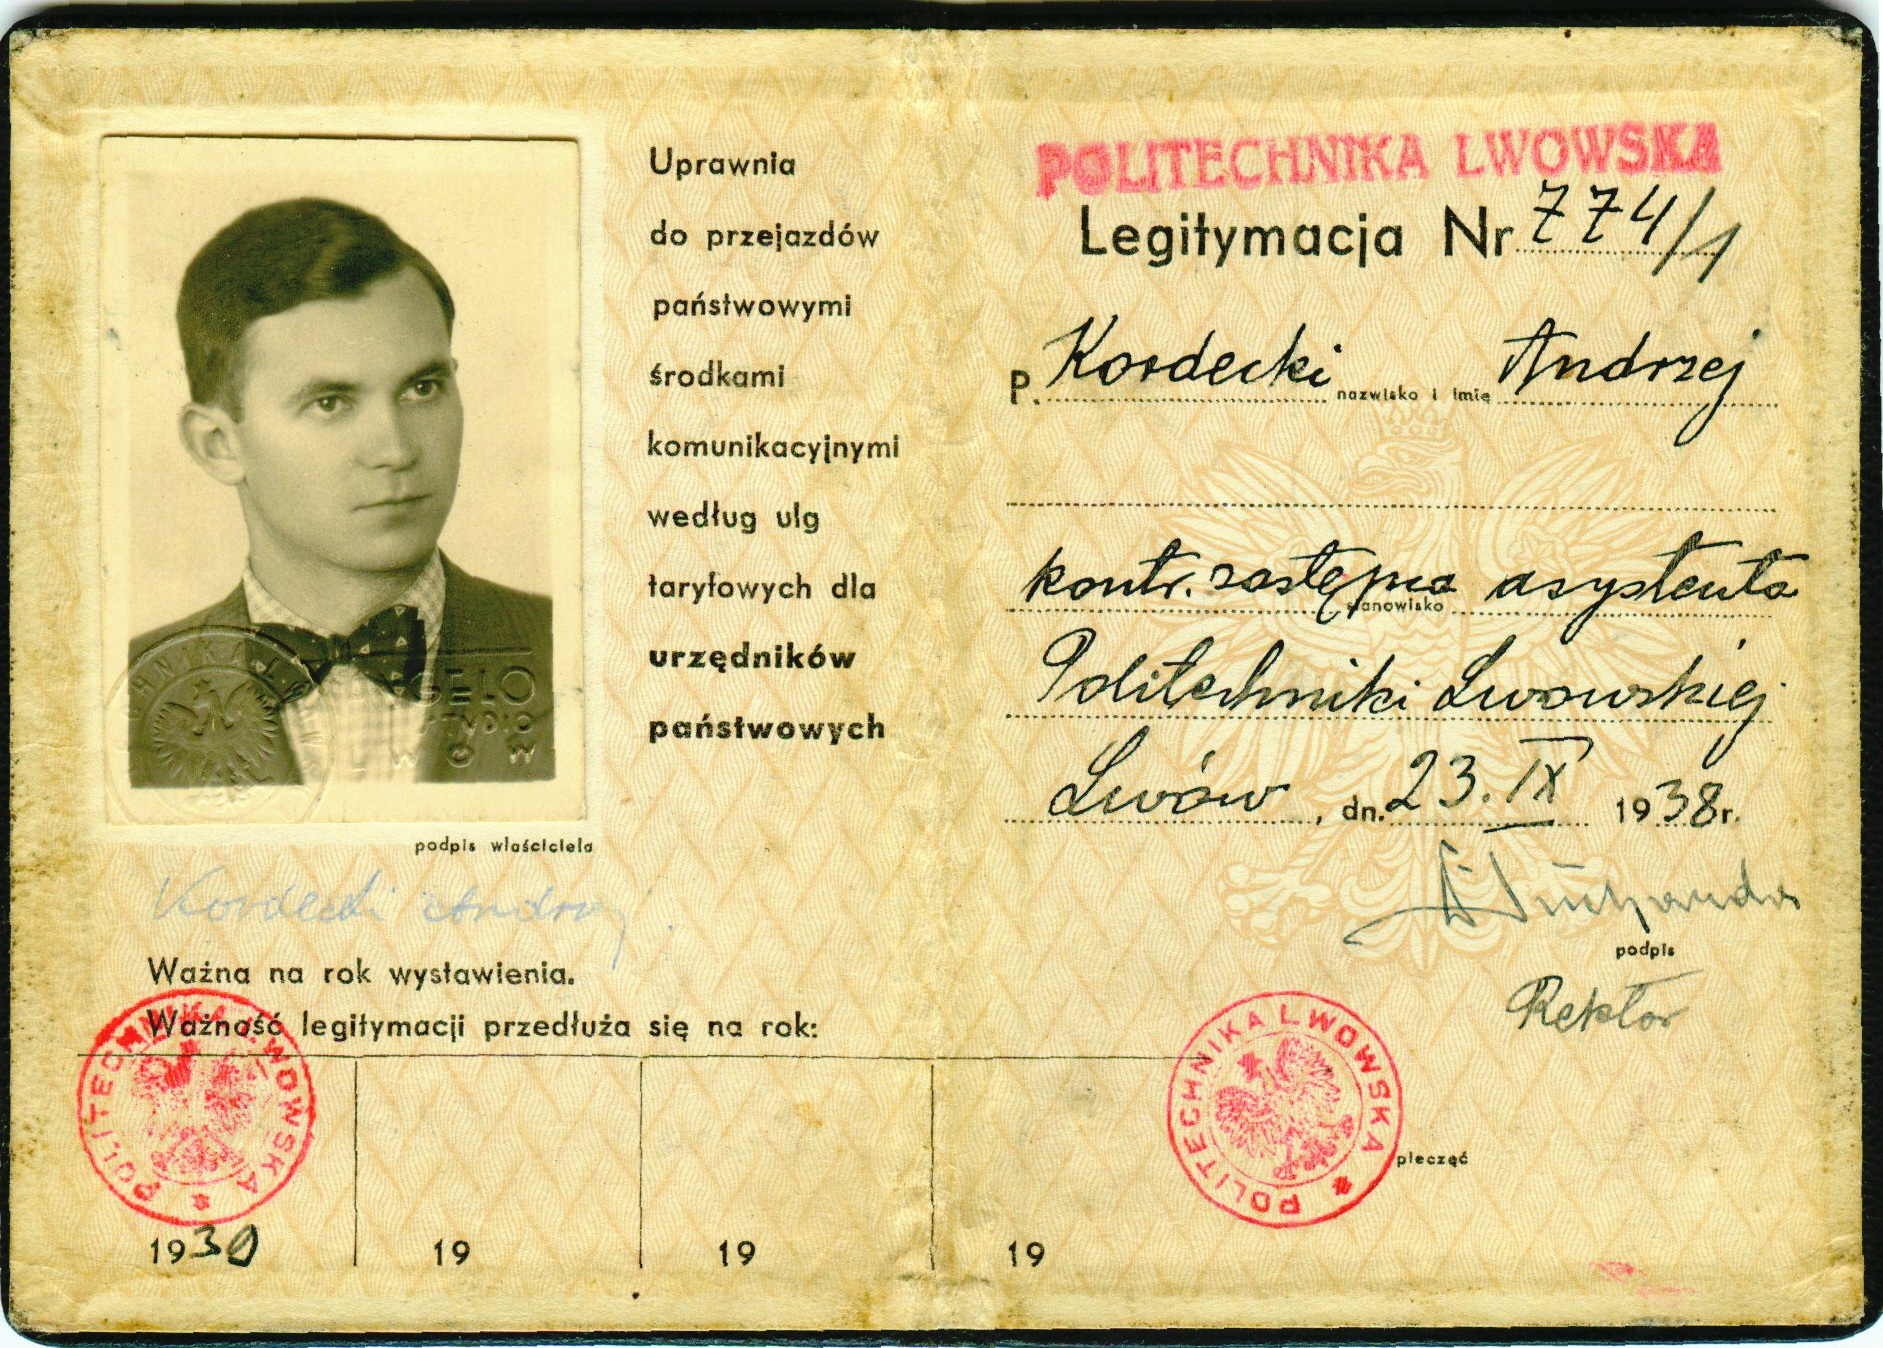 Uprawnia
do przejazdów
państwowymi
środkami
komunikacyjnymi
według ulg
taryfowych dla
urzędników
państwowych
STUDIO
podpis właściciela
Kordecki Andrzej
Ważna na rok wystawienia.
Ważność legitymacji przedłuża się na rok:
POLITECHNIKA LWOWSKA
1939 19 19 19
POLITECHNIKA LWOWSKA
Legitymacja Nr 774/1
P. Kordecki nazwisko i imię Andrzej
kontr. zastępca asystenta
stanowisko
Politechniki Lwowskiej
Lwów, dn. 23. IX 1938 r.
podpis
Rektor
POLITECHNIKA LWOWSKA
pieczęć